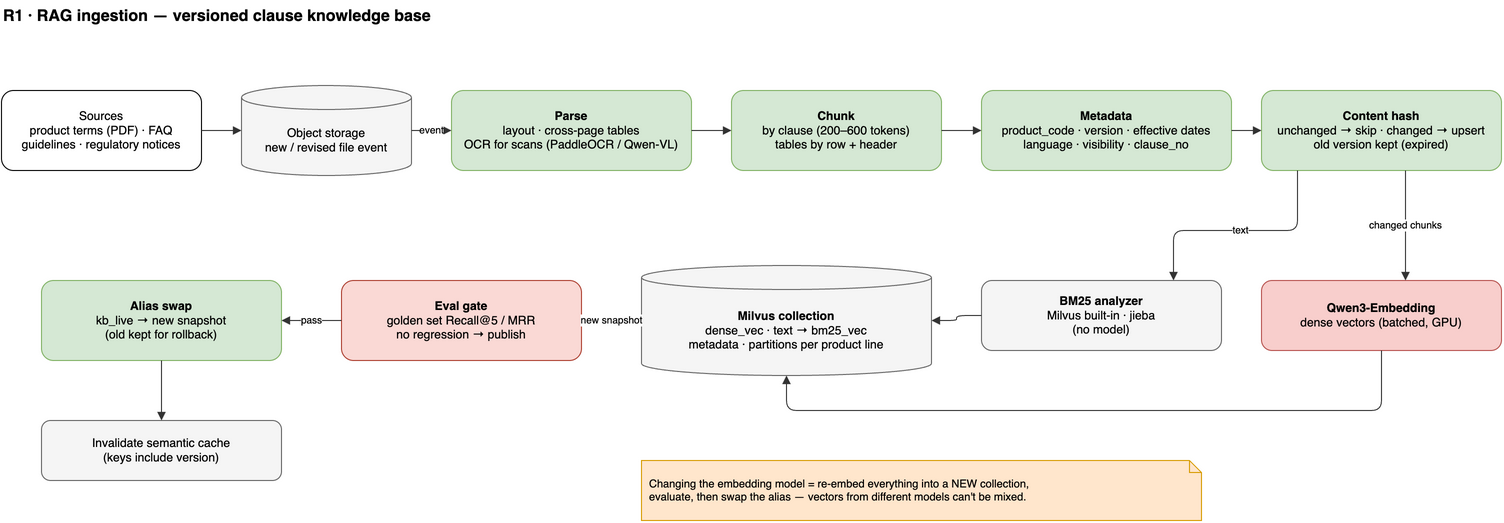 R1 · RAG ingestion — versioned clause knowledge base
Sources
product terms (PDF) · FAQ
guidelines · regulatory notices
Object storage
new / revised file event
event
Parse
layout · cross-page tables
OCR for scans (PaddleOCR / Qwen-VL)
Chunk
by clause (200–600 tokens)
tables by row + header
Metadata
product_code · version · effective dates
language · visibility · clause_no
Content hash
unchanged → skip · changed → upsert
old version kept (expired)
text
changed chunks
Alias swap
kb_live → new snapshot
(old kept for rollback)
pass
Eval gate
golden set Recall@5 / MRR
no regression → publish
new snapshot
Milvus collection
dense_vec · text → bm25_vec
metadata · partitions per product line
BM25 analyzer
Milvus built-in · jieba
(no model)
Qwen3-Embedding
dense vectors (batched, GPU)
Invalidate semantic cache
(keys include version)
Changing the embedding model = re-embed everything into a NEW collection,
evaluate, then swap the alias — vectors from different models can't be mixed.